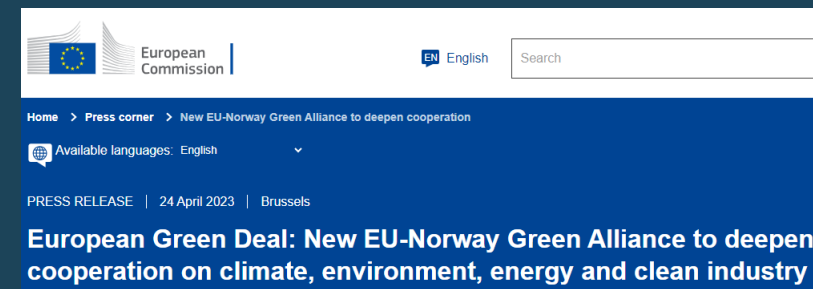 European
Commission
EN English
Search
Home > Press corner > New EU-Norway Green Alliance to deepen cooperation
Available languages: English
PRESS RELEASE | 24 April 2023 | Brussels
European Green Deal: New EU-Norway Green Alliance to deepen
cooperation on climate, environment, energy and clean industry